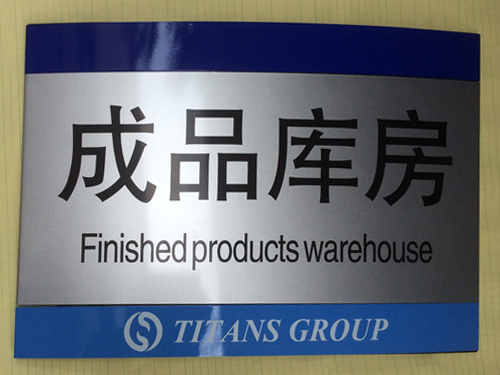 成品库房
Finished products warehouse
TITANS GROUP